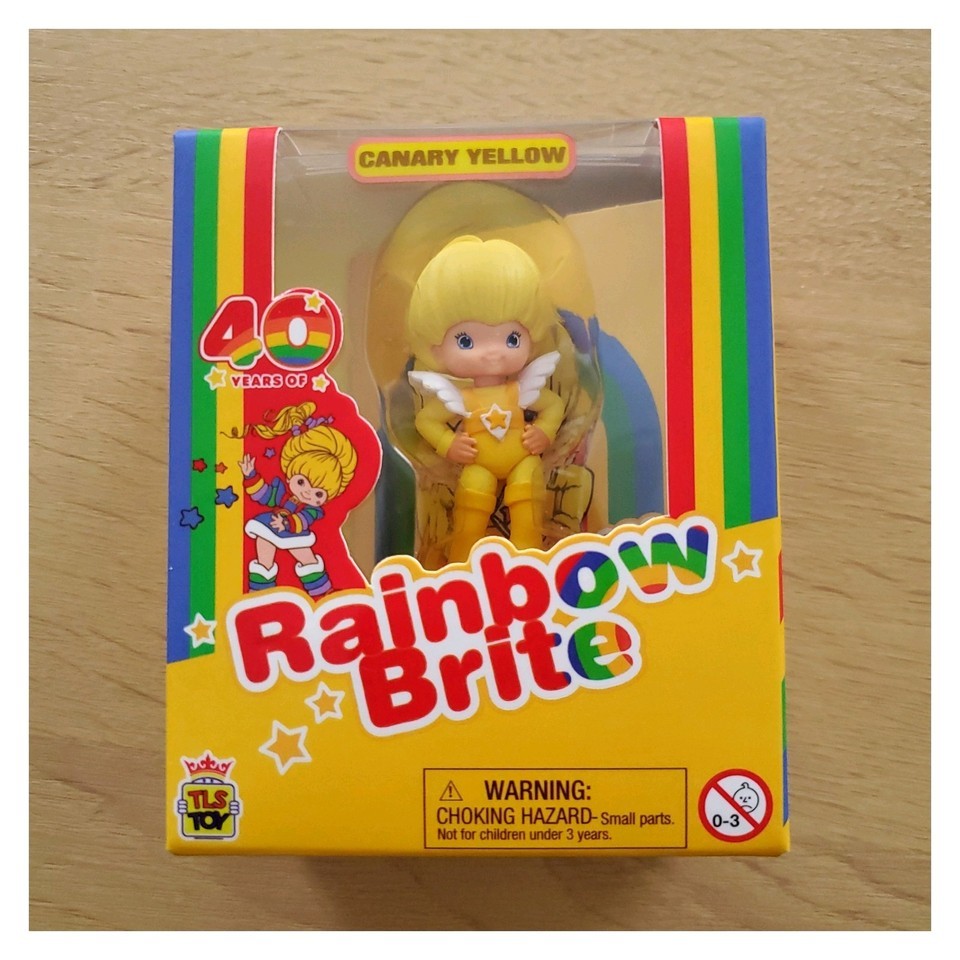 CANARY YELLOW
40
YEARS OF
Rainbow
Brite
TLS
TOY
WARNING:
CHOKING HAZARD-Small parts.
Not for children under 3 years.
0-3